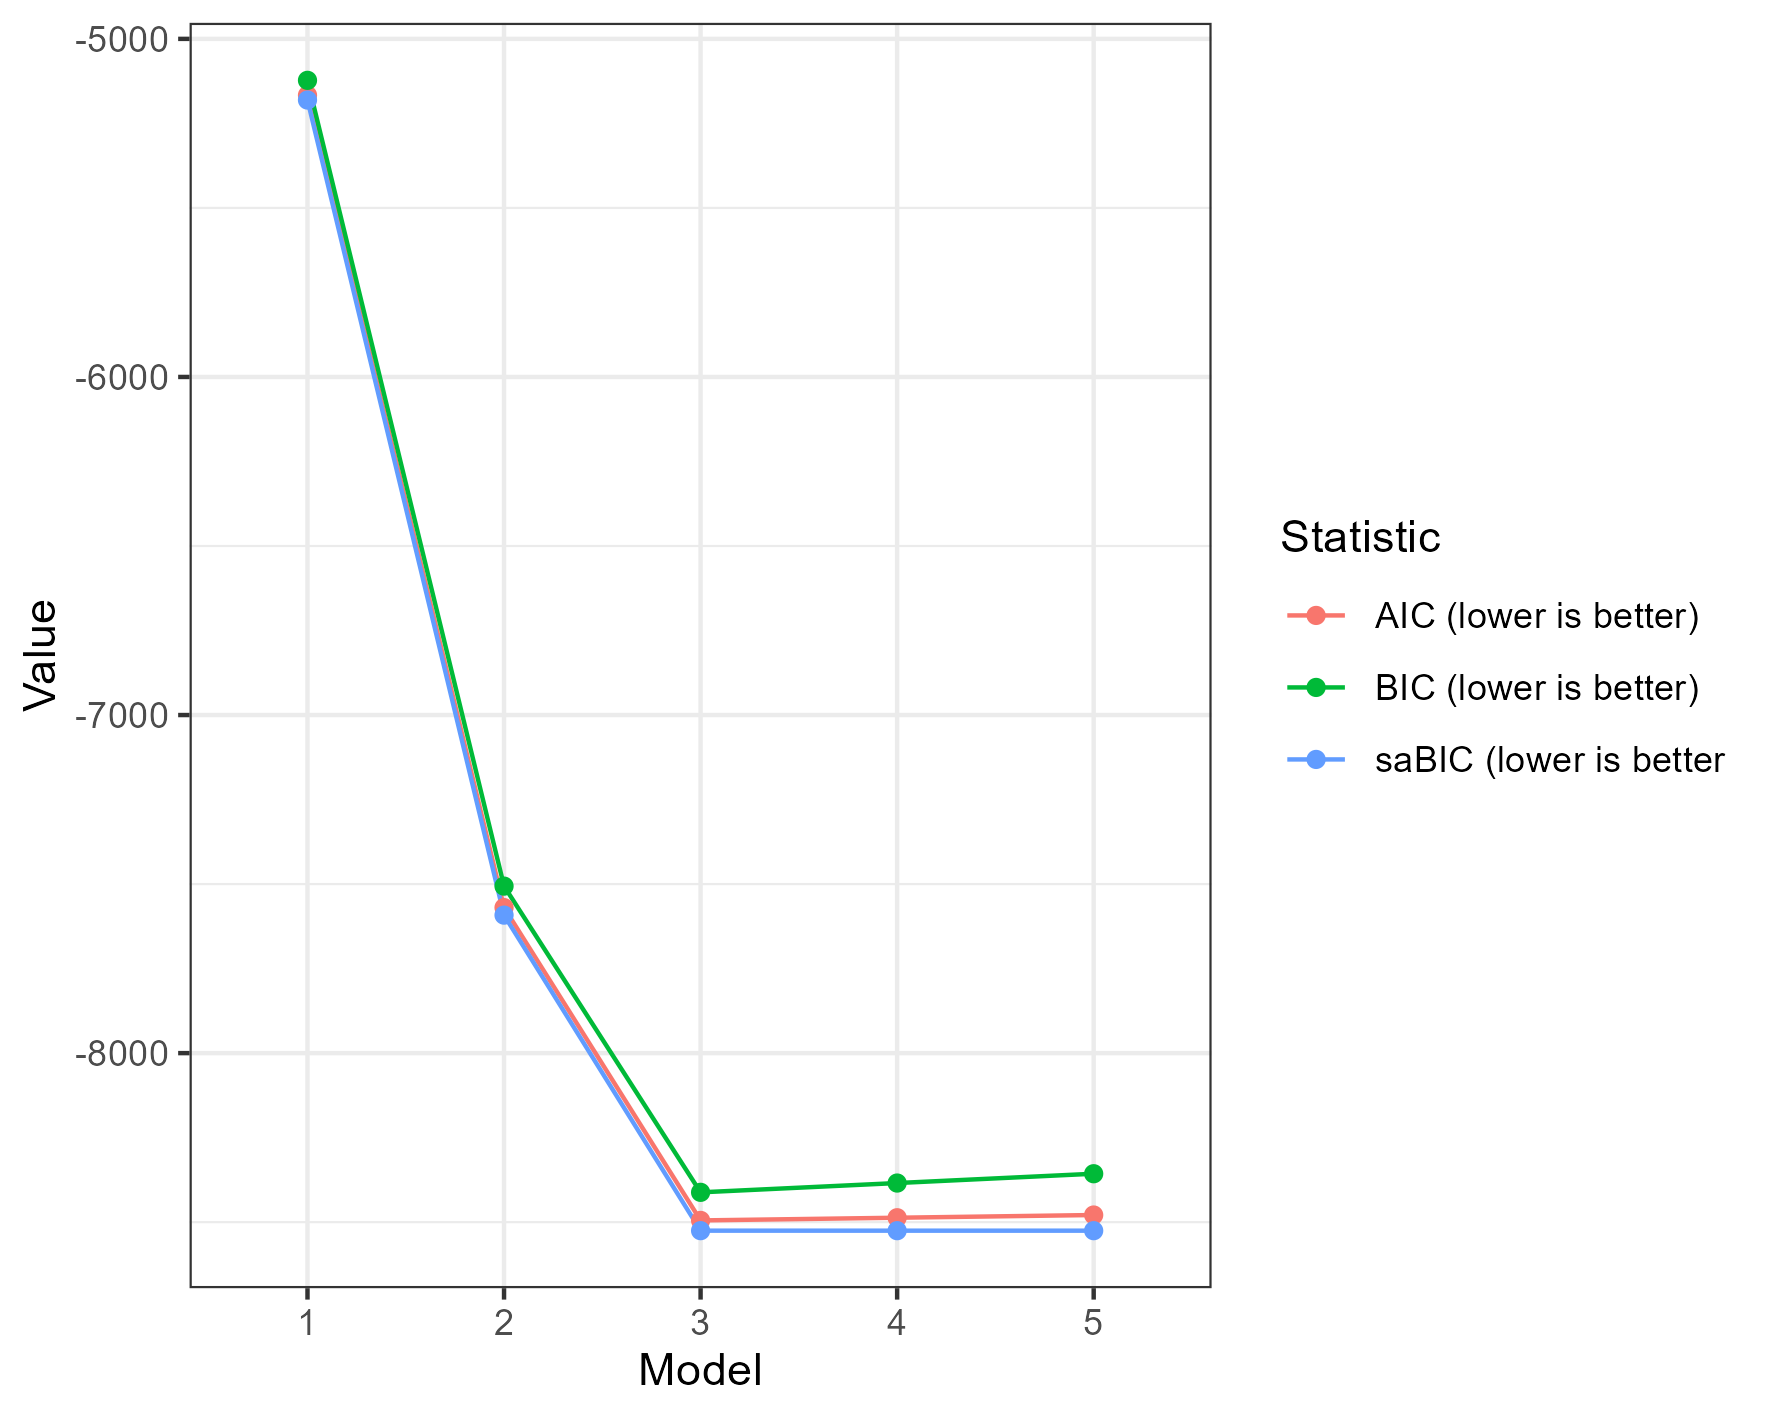 -5000
-6000
-7000
-8000
Value
1 2 3 4 5
Model
Statistic
AIC (lower is better)
BIC (lower is better)
saBIC (lower is better